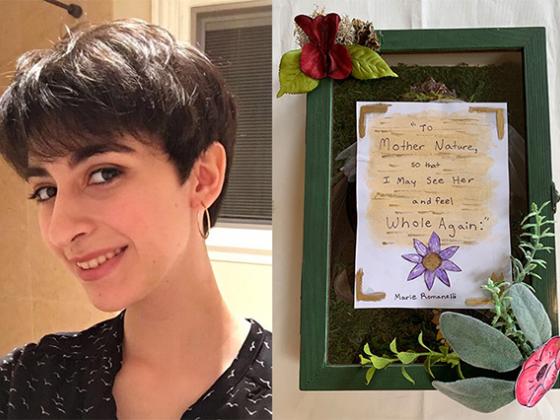 "To
Mother Nature,
so that
I May See Her
and feel
Whole Again."
Marie Romanelli